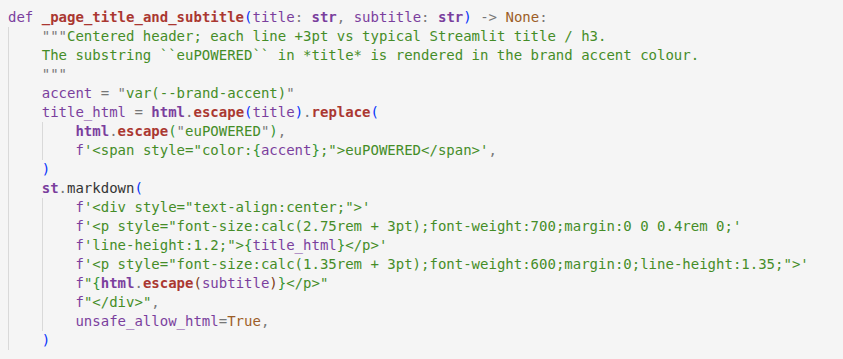 def _page_title_and_subtitle(title: str, subtitle: str) -> None:
    """Centered header; each line +3pt vs typical Streamlit title / h3.
    The substring ``euPOWERED`` in *title* is rendered in the brand accent colour.
    """
    accent = "var(--brand-accent)"
    title_html = html.escape(title).replace(
        html.escape("euPOWERED"),
        f'<span style="color:{accent};">euPOWERED</span>',
    )
    st.markdown(
        f'<div style="text-align:center;">'
        f'<p style="font-size:calc(2.75rem + 3pt);font-weight:700;margin:0 0 0.4rem 0;'
        f'line-height:1.2;">{title_html}</p>'
        f'<p style="font-size:calc(1.35rem + 3pt);font-weight:600;margin:0;line-height:1.35;">'
        f"{html.escape(subtitle)}</p>"
        f"</div>",
        unsafe_allow_html=True,
    )